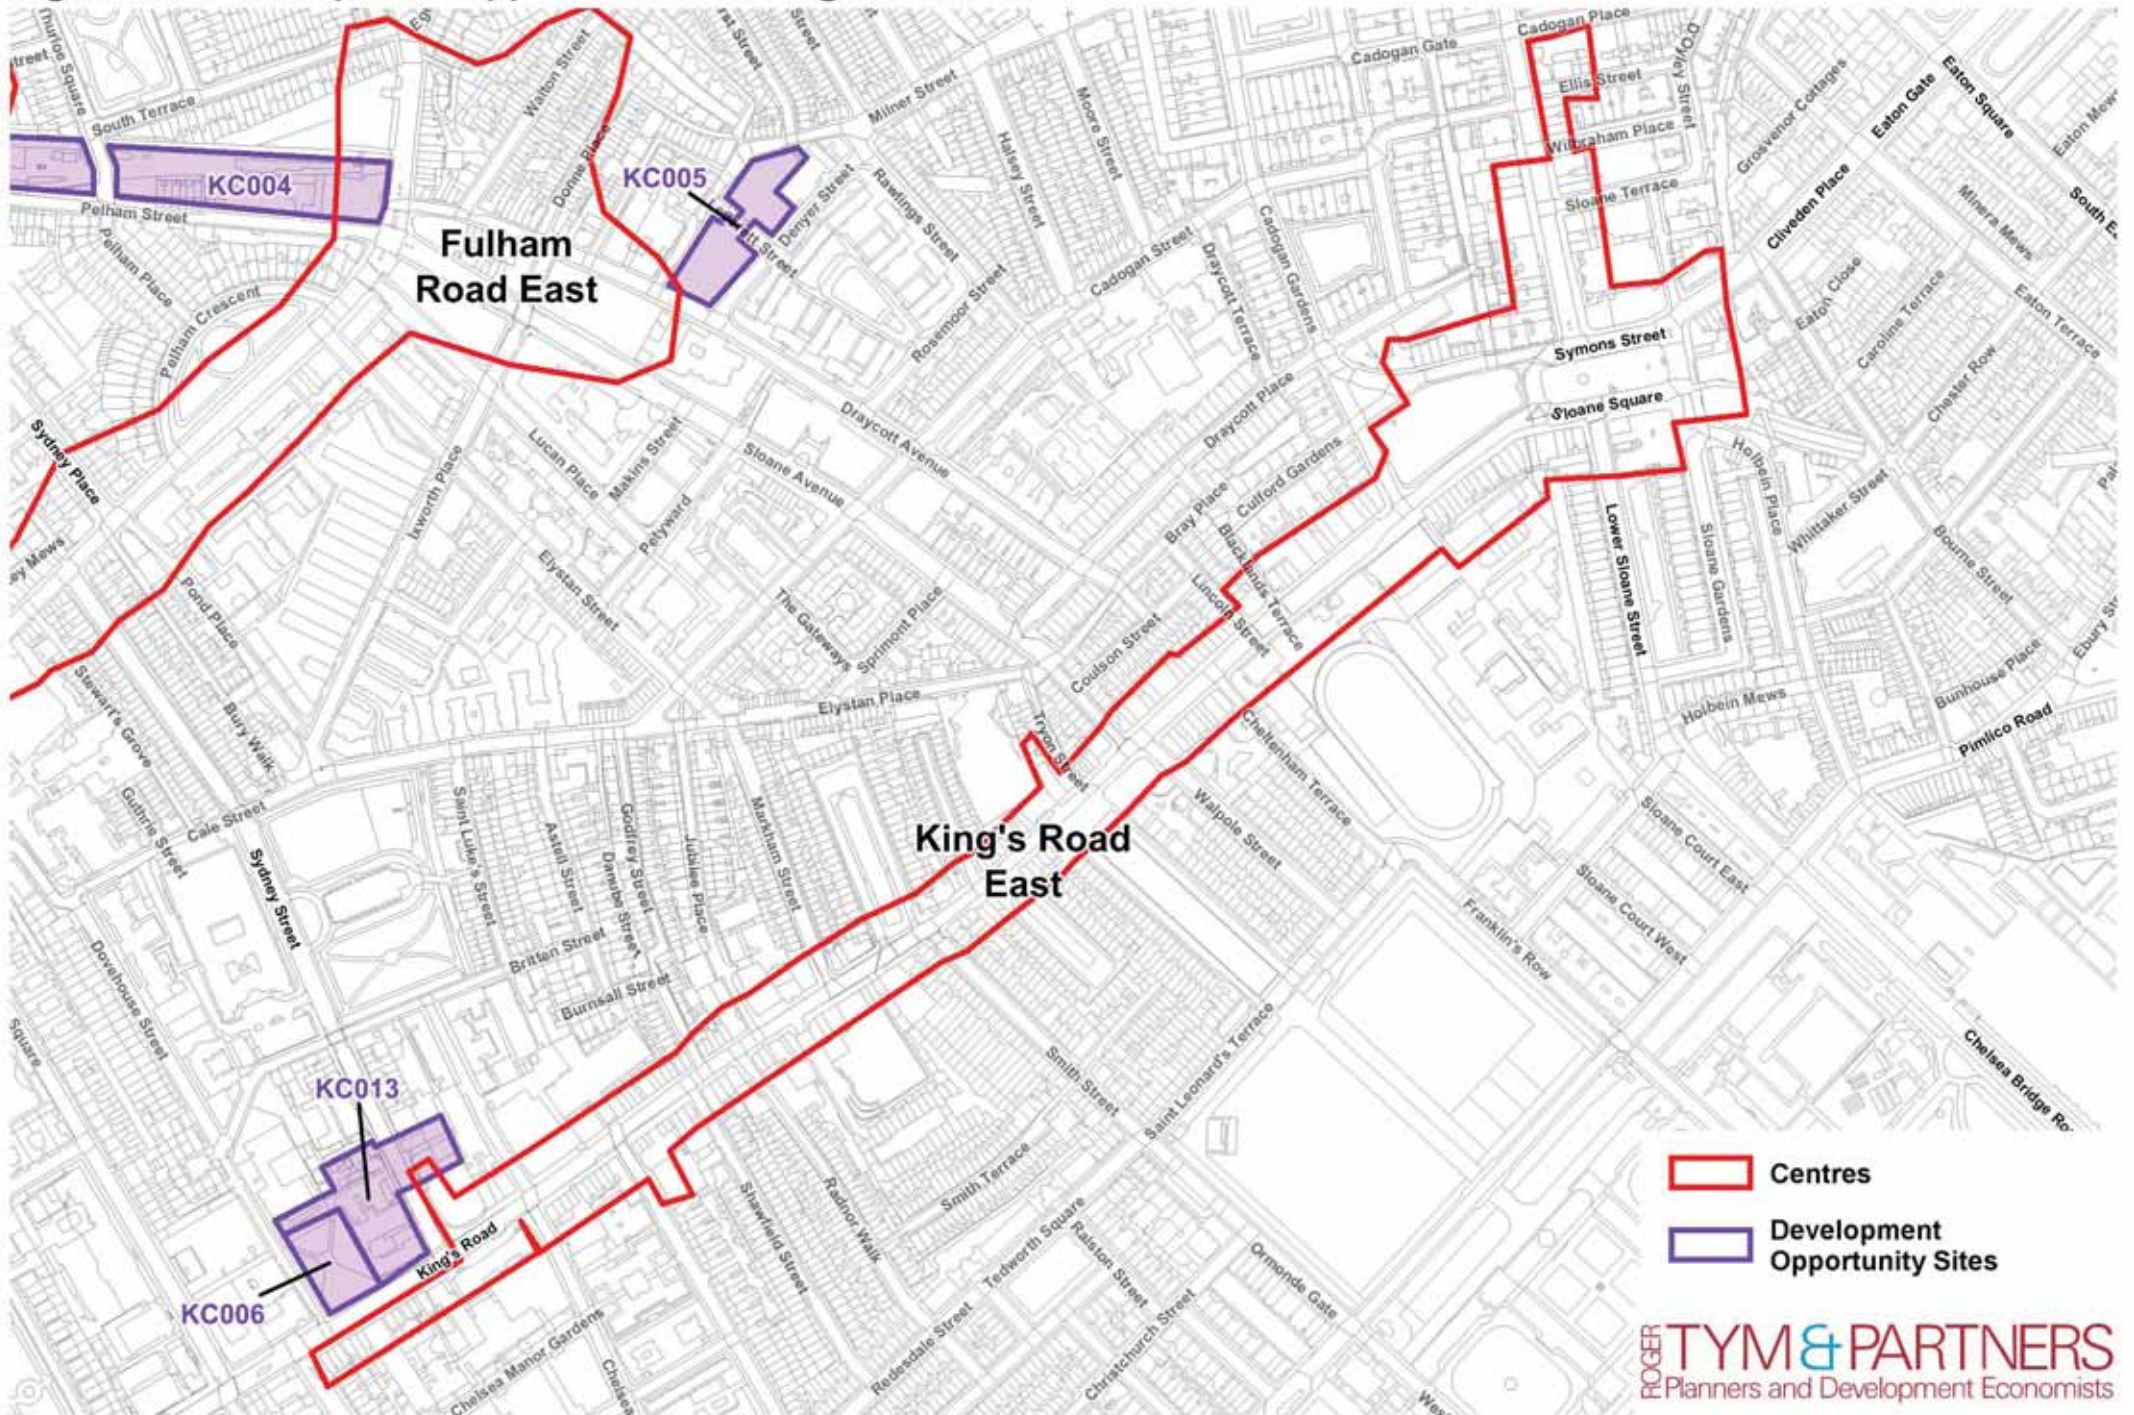 Thurloe Square
South Terrace
Walton Street
Donne Place
Milner Street
Moore Street
Halsey Street
Cadogan Gate
Cadogan Place
Ellis Street
D'Oyley Street
Wilbraham Place
Sloane Terrace
Grosvenor Cottages
Eaton Gate
Eaton Square
Cliveden Place
Minera Mews
KC004
KC005
Pelham Street
Pelham Place
Pelham Crescent
Fulham
Road East
Denyer Street
Rawlings Street
Rosemoor Street
Cadogan Street
Cadogan Gardens
Draycott Terrace
Draycott Place
Eaton Close
Caroline Terrace
Eaton Terrace
Chester Row
Symons Street
Sloane Square
Sydney Place
Ixworth Place
Lucan Place
Makins Street
Petyward
Sloane Avenue
Draycott Avenue
Bray Place
Culford Gardens
Blacklands Terrace
Lincoln Street
Coulson Street
Holbein Place
Whittaker Street
Bourne Street
Lower Sloane Street
Sloane Gardens
Holbein Mews
Bunhouse Place
Pimlico Road
Pond Place
Elystan Street
The Gateways
Sprimont Place
Elystan Place
Tryon Street
Cheltenham Terrace
Walpole Street
Stewart's Grove
Bury Walk
Guthrie Street
Cale Street
Sydney Street
Saint Luke's Street
Astell Street
Godfrey Street
Danube Street
Jubilee Place
Markham Street
King's Road
East
Sloane Court East
Sloane Court West
Franklin's Row
Dovehouse Street
Square
Britten Street
Burnsall Street
Smith Street
Saint Leonard's Terrace
KC013
KC006
King's Road
Shawfield Street
Radnor Walk
Smith Terrace
Tedworth Square
Ralston Street
Redesdale Street
Christchurch Street
Ormonde Gate
Chelsea Manor Gardens
Chelsea
Chelsea Bridge Ro
Centres
Development
Opportunity Sites
ROGER TYM & PARTNERS
Planners and Development Economists